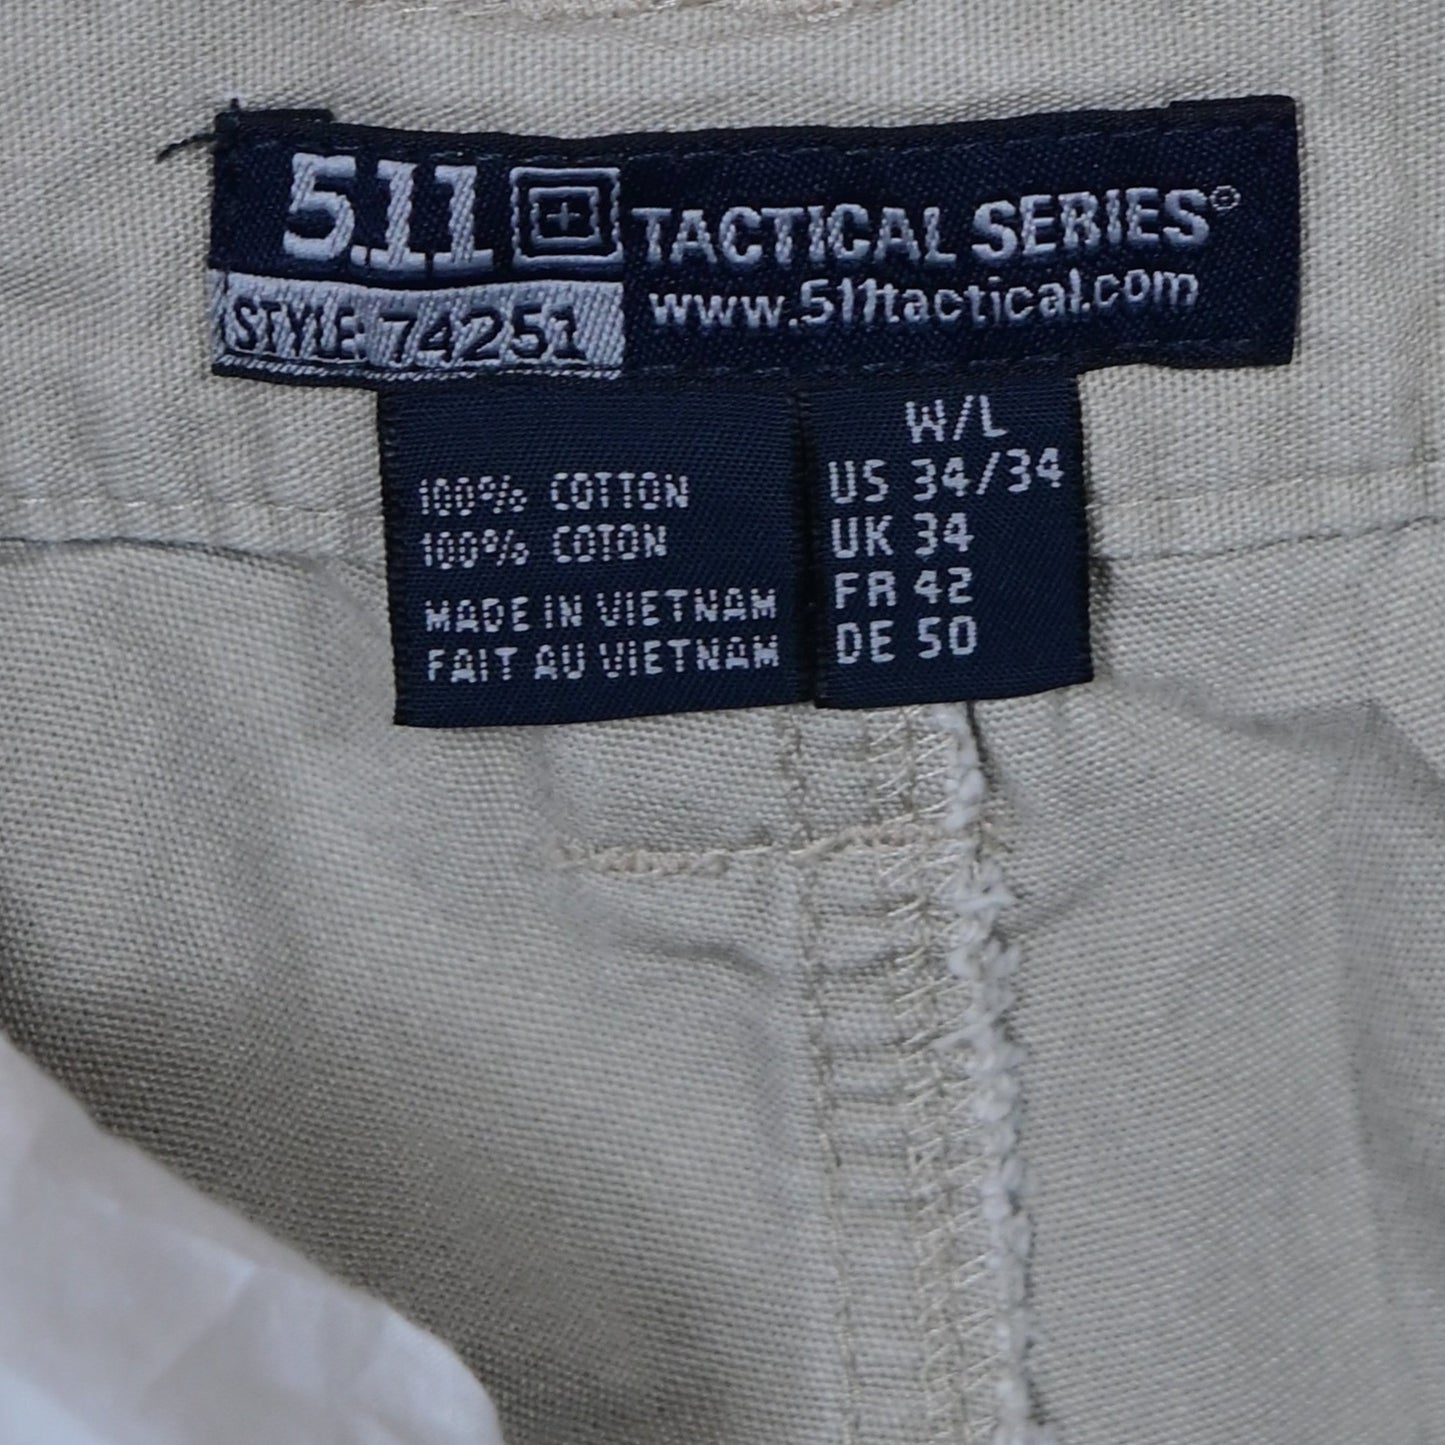 5.11 TACTICAL SERIES®
www.511tactical.com
STYLE: 74251
100% COTTON
100% COTON
MADE IN VIETNAM
FAIT AU VIETNAM
W/L
US 34/34
UK 34
FR 42
DE 50